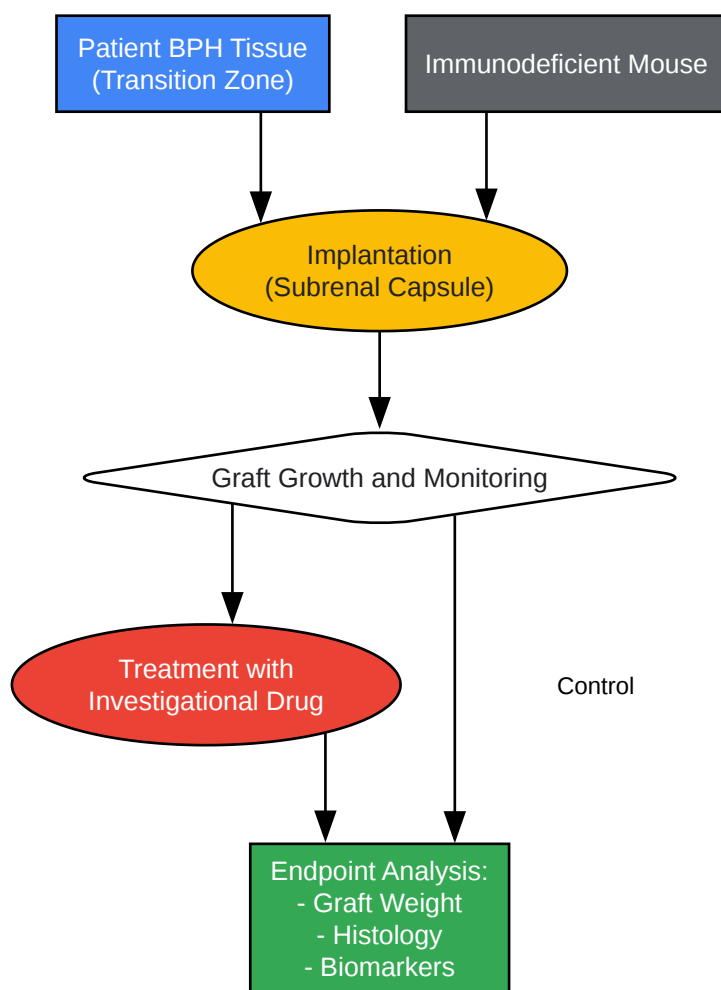 Patient BPH Tissue
(Transition Zone)
Immunodeficient Mouse
Implantation
(Subrenal Capsule)
Graft Growth and Monitoring
Treatment with
Investigational Drug
Control
Endpoint Analysis:
- Graft Weight
- Histology
- Biomarkers